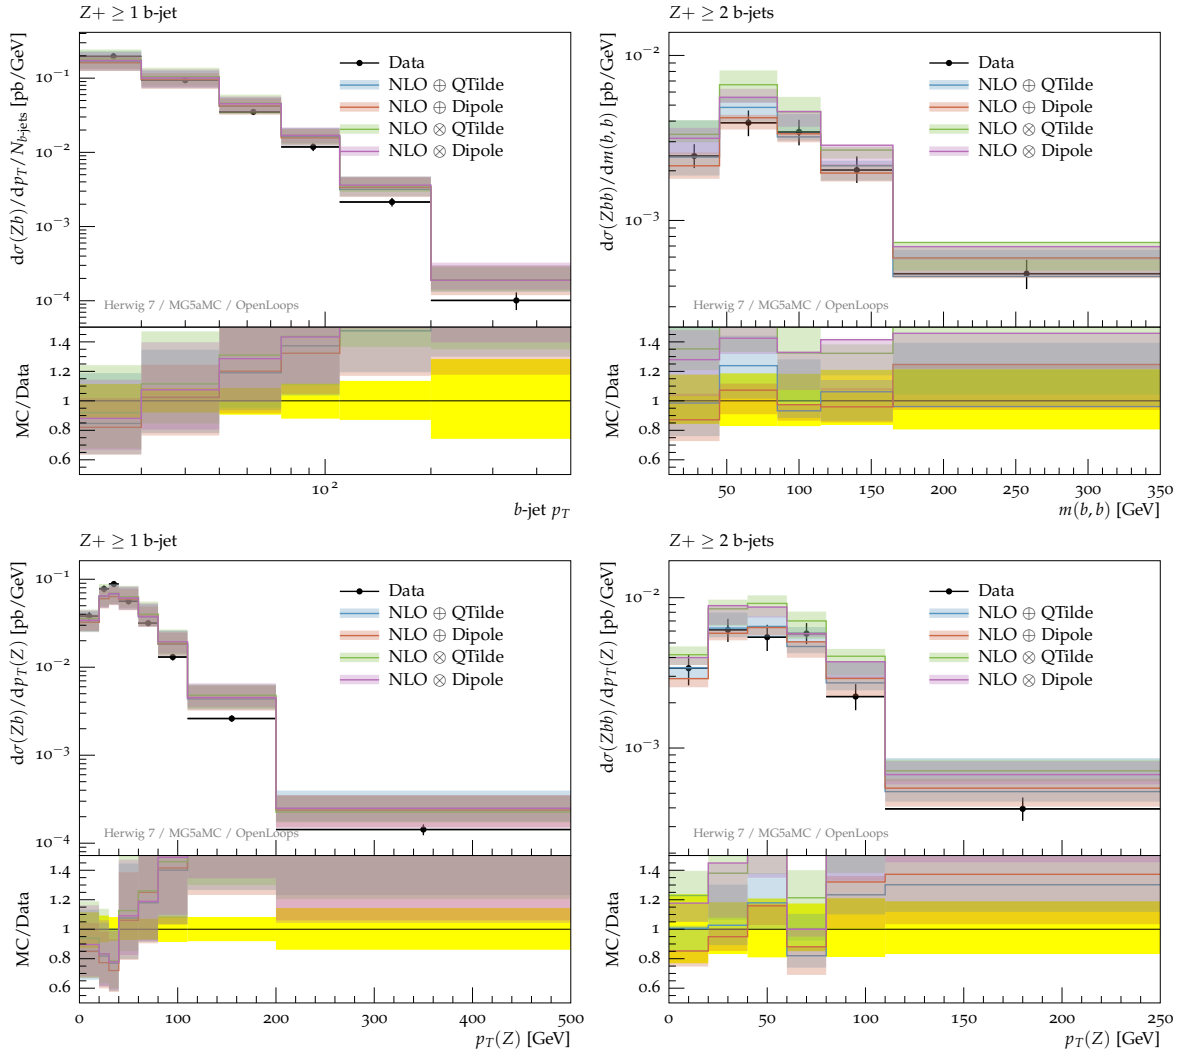 Z+ ≥ 1 b-jet
dσ(Zb)/dp_T/N_{b-jets} [pb/GeV]
10⁻¹
10⁻²
10⁻³
10⁻⁴
Data
NLO ⊕ QTilde
NLO ⊕ Dipole
NLO ⊗ QTilde
NLO ⊗ Dipole
Herwig 7 / MG5aMC / OpenLoops
MC/Data
1.4
1.2
1
0.8
0.6
10²
b-jet p_T
Z+ ≥ 2 b-jets
dσ(Zbb)/dm(b,b) [pb/GeV]
10⁻²
10⁻³
Data
NLO ⊕ QTilde
NLO ⊕ Dipole
NLO ⊗ QTilde
NLO ⊗ Dipole
Herwig 7 / MG5aMC / OpenLoops
MC/Data
1.4
1.2
1
0.8
0.6
50 100 150 200 250 300 350
m(b,b) [GeV]
Z+ ≥ 1 b-jet
dσ(Zb)/dp_T(Z) [pb/GeV]
10⁻¹
10⁻²
10⁻³
10⁻⁴
Data
NLO ⊕ QTilde
NLO ⊕ Dipole
NLO ⊗ QTilde
NLO ⊗ Dipole
Herwig 7 / MG5aMC / OpenLoops
MC/Data
1.4
1.2
1
0.8
0.6
0 100 200 300 400 500
p_T(Z) [GeV]
Z+ ≥ 2 b-jets
dσ(Zbb)/dp_T(Z) [pb/GeV]
10⁻²
10⁻³
Data
NLO ⊕ QTilde
NLO ⊕ Dipole
NLO ⊗ QTilde
NLO ⊗ Dipole
Herwig 7 / MG5aMC / OpenLoops
MC/Data
1.4
1.2
1
0.8
0.6
0 50 100 150 200 250
p_T(Z) [GeV]